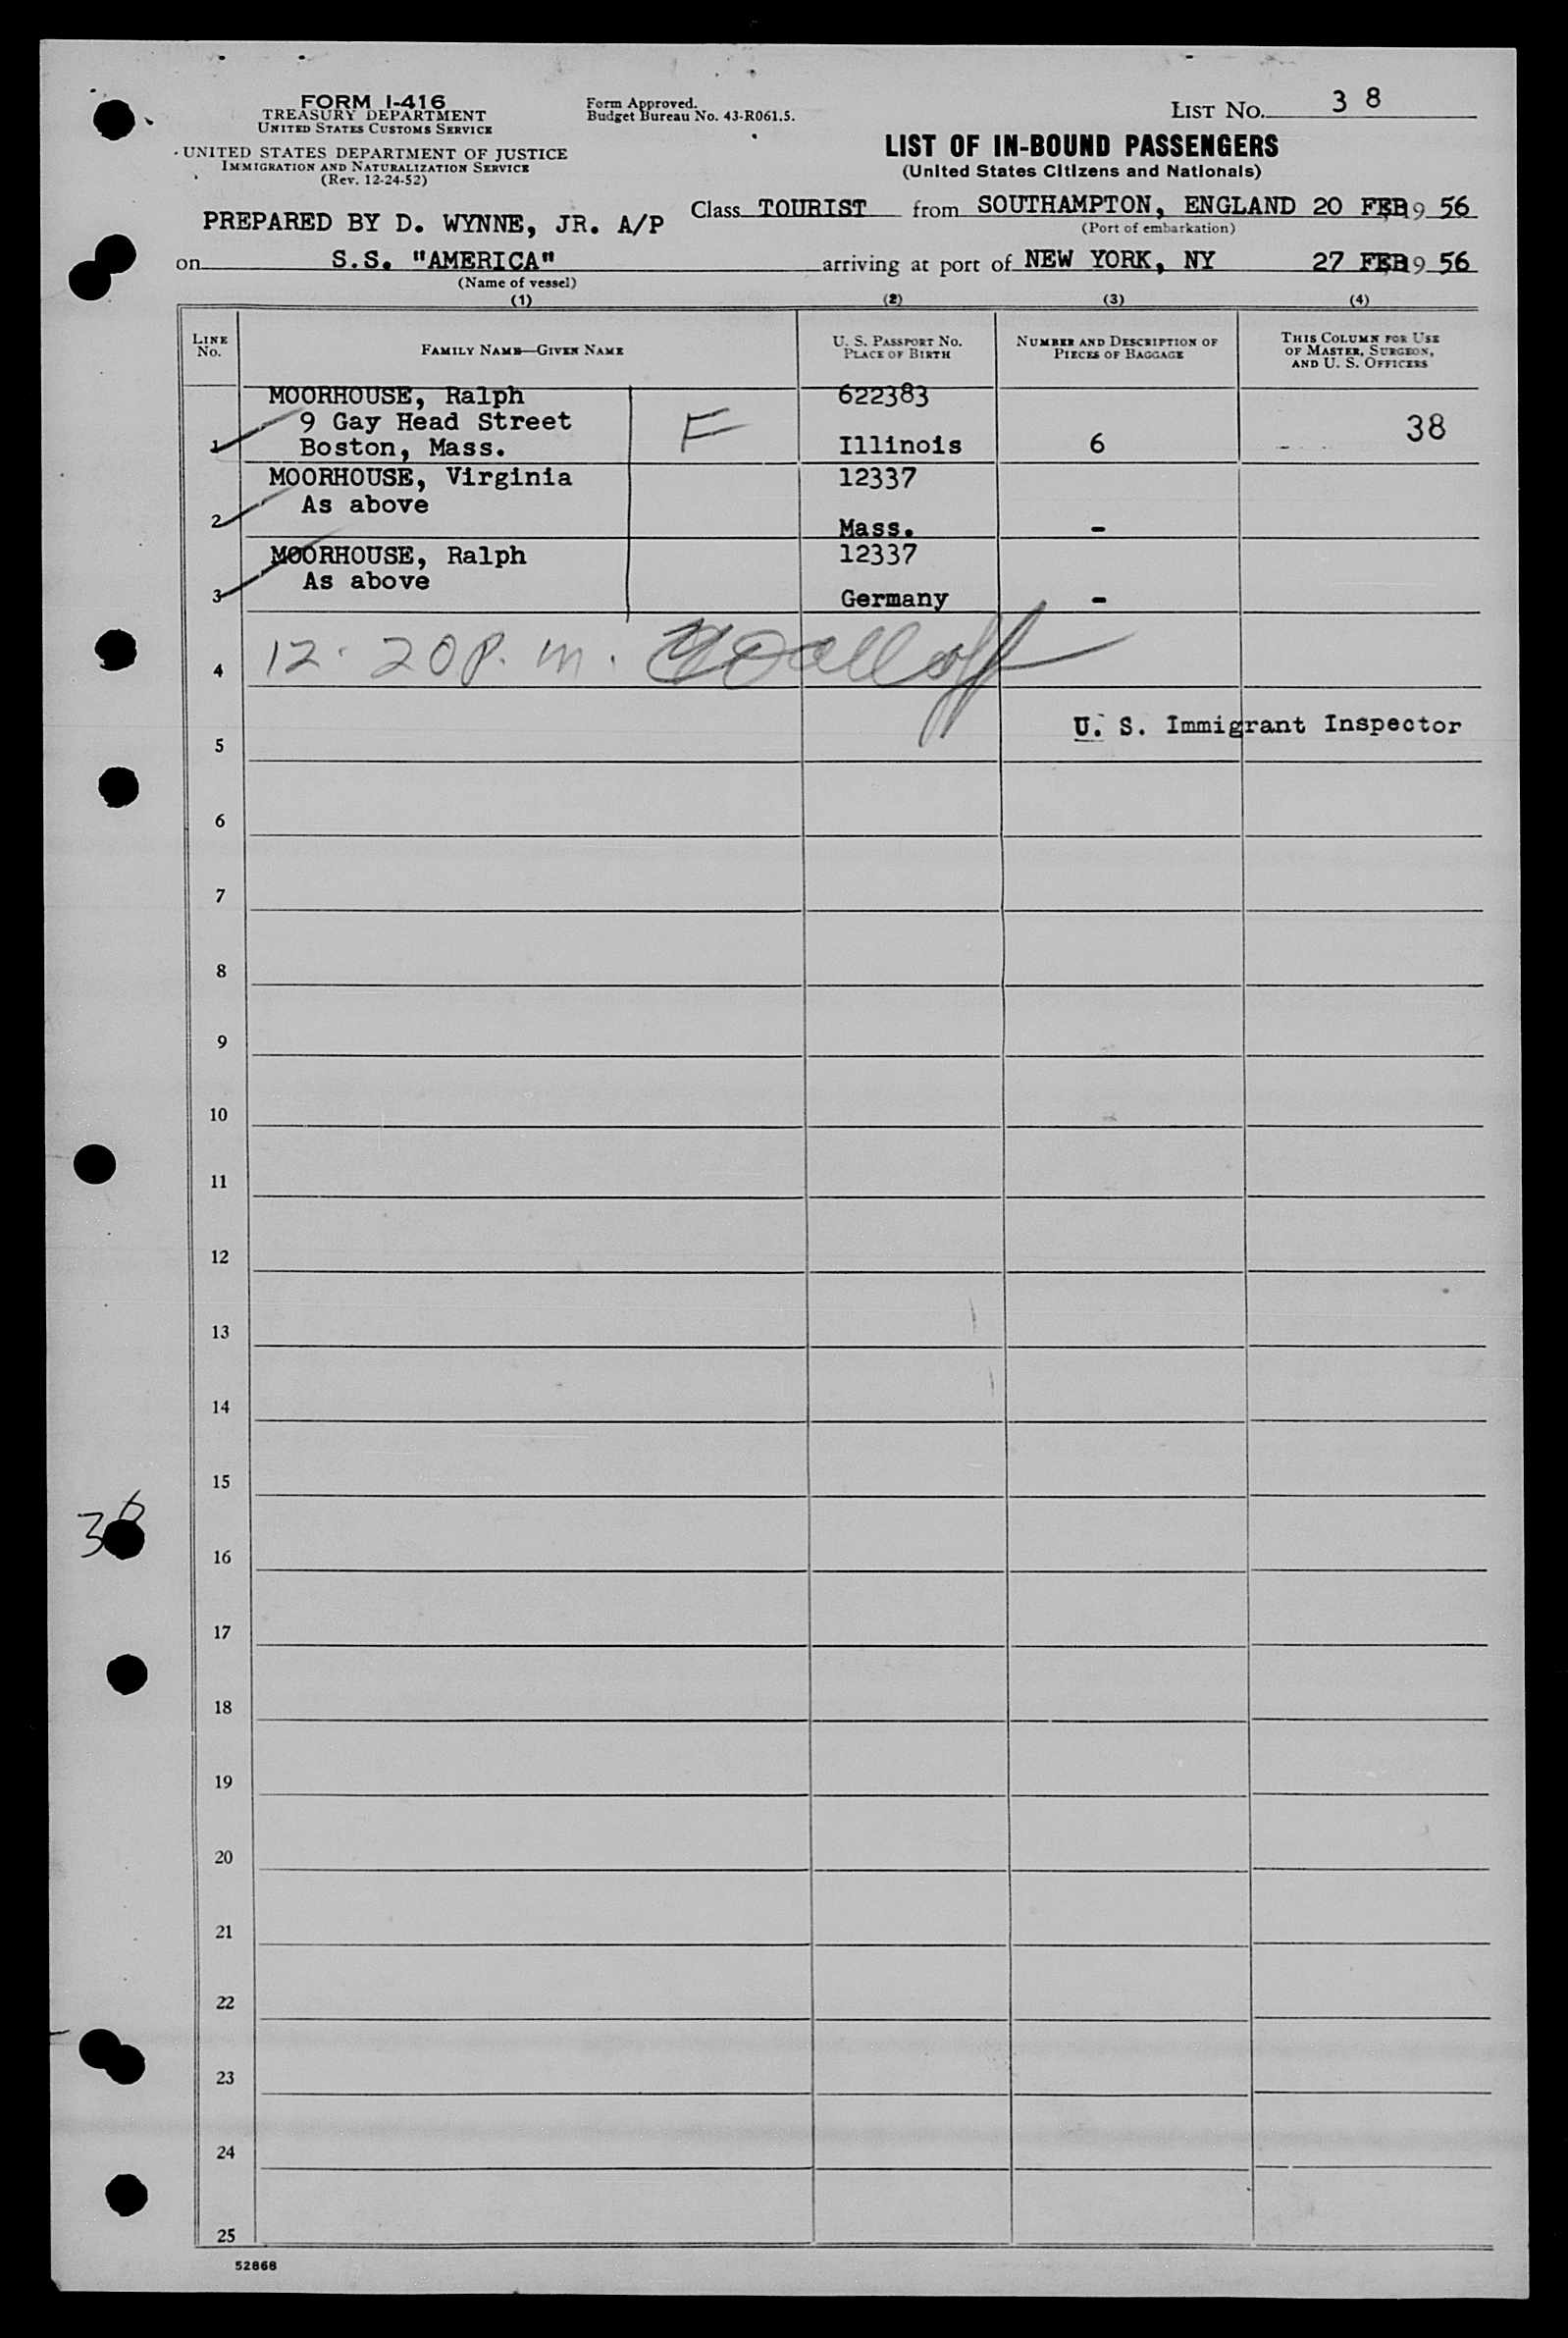 FORM I-416
TREASURY DEPARTMENT
UNITED STATES CUSTOMS SERVICE
UNITED STATES DEPARTMENT OF JUSTICE
IMMIGRATION AND NATURALIZATION SERVICE
(Rev. 12-24-52)
Form Approved.
Budget Bureau No. 43-R061.5.
LIST No. 3 8
LIST OF IN-BOUND PASSENGERS
(United States Citizens and Nationals)
PREPARED BY D. WYNNE, JR. A/P
Class TOURIST from SOUTHAMPTON, ENGLAND 20 FEB 9 56
(Port of embarkation)
on S.S. "AMERICA" arriving at port of NEW YORK, NY 27 FEB 9 56
(Name of vessel)
(1) (2) (3) (4)
LINE No.
FAMILY NAME—GIVEN NAME
U. S. PASSPORT No.
PLACE OF BIRTH
NUMBER AND DESCRIPTION OF
PIECES OF BAGGAGE
THIS COLUMN FOR USE
OF MASTER, SURGEON,
AND U. S. OFFICERS
MOORHOUSE, Ralph 622383
9 Gay Head Street F 38
1 Boston, Mass. Illinois 6
MOORHOUSE, Virginia 12337
As above
2 Mass. -
MOORHOUSE, Ralph 12337
As above
3 Germany -
4 12.20 P.m.
U. S. Immigrant Inspector
5
6
7
8
9
10
11
12
13
14
15
38
16
17
18
19
20
21
22
23
24
25
52868